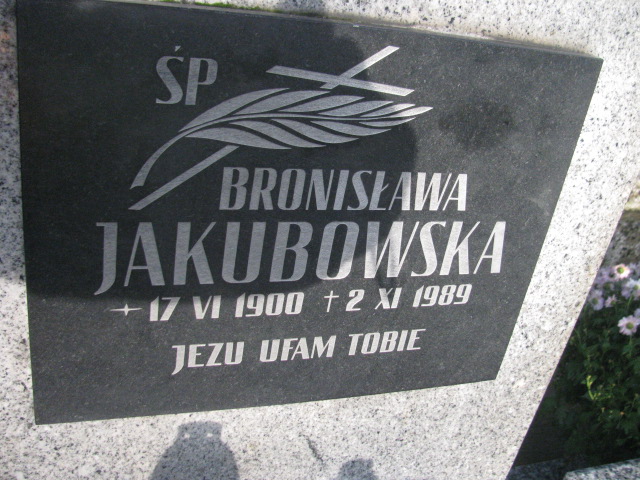 ŚP
BRONISŁAWA
JAKUBOWSKA
17 VI 1900 † 2 XI 1989
JEZU UFAM TOBIE